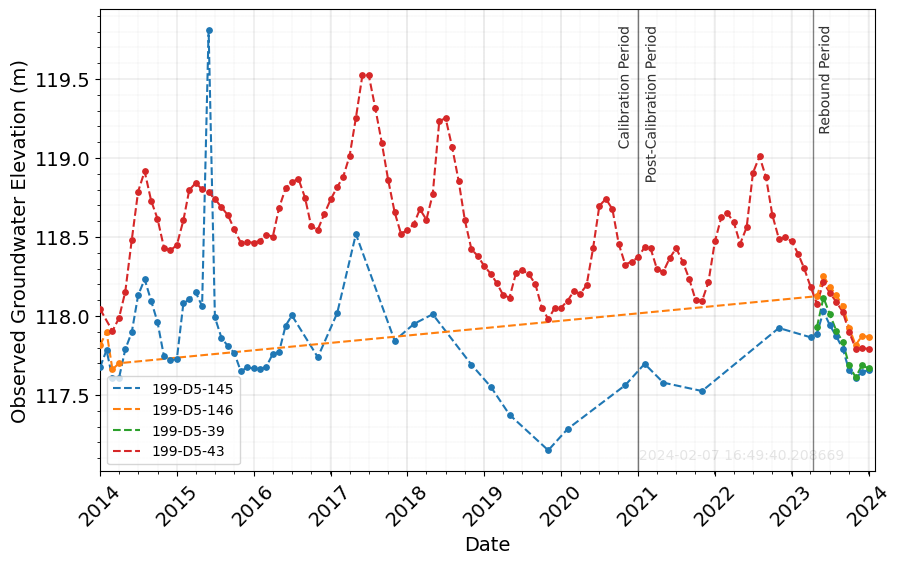 Observed Groundwater Elevation (m)
119.5
119.0
118.5
118.0
117.5
Calibration Period
Post-Calibration Period
Rebound Period
199-D5-145
199-D5-146
199-D5-39
199-D5-43
2024-02-07 16:49:40.208669
2014 2015 2016 2017 2018 2019 2020 2021 2022 2023 2024
Date